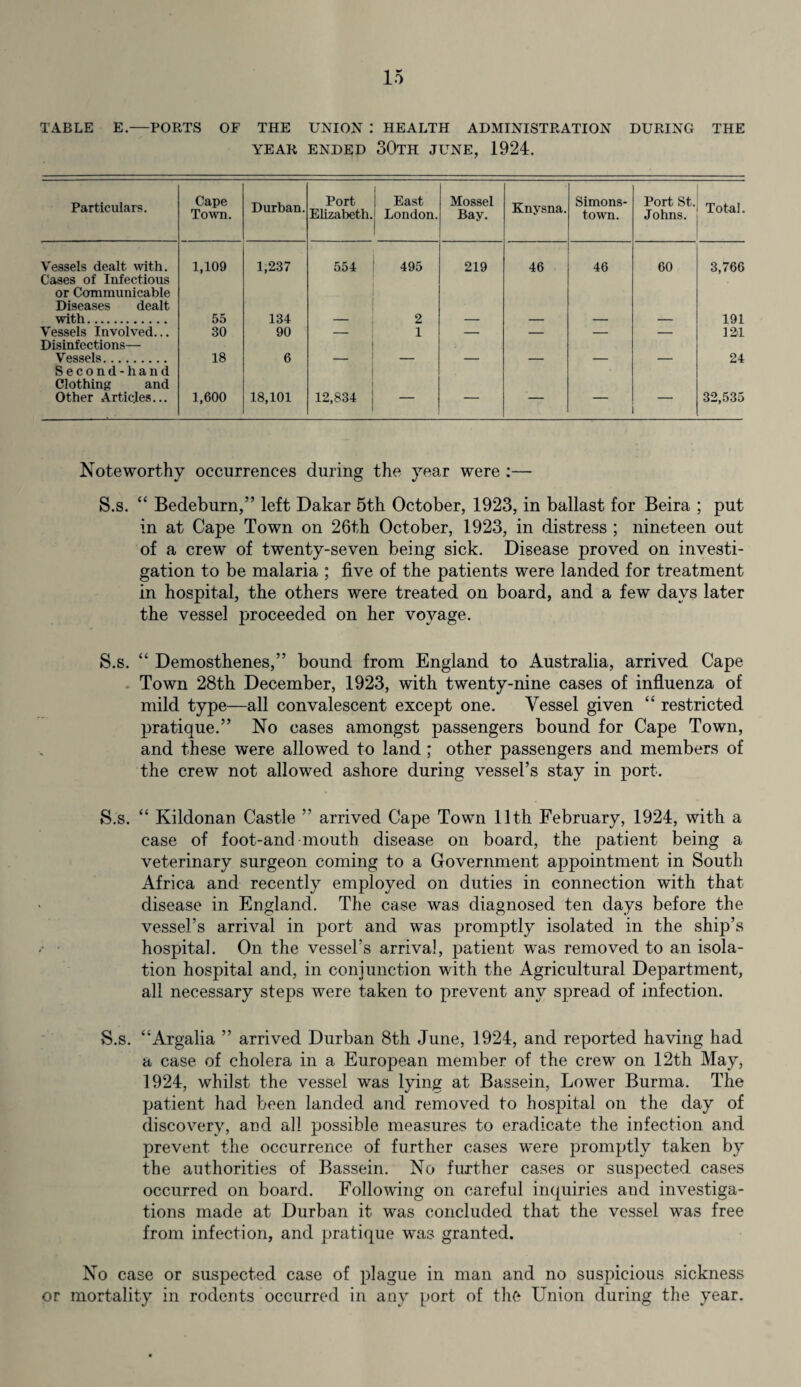 15
TABLE E.—PORTS OF THE UNION : HEALTH ADMINISTRATION DURING THE
YEAR ENDED 30TH JUNE, 1924.
Particulars. Cape Town. Durban. Port Elizabeth. East London. Mossel Bay. Knysna. Simons- town. Port St. Johns. Total.
Vessels dealt with. 1,109 1,237 554 495 219 46 46 60 3,766
Cases of Infectious
or Communicable
Diseases dealt
with........... 55 134 — 2 — — — — 191
Vessels Involved... 30 90 — 1 — — — — 121
Disinfections—
Vessels......... 18 6 — — — — — — 24
Second-hand
Clothing and
Other Articles... 1,600 18,101 12,834 — — — — — 32,535
Noteworthy occurrences during the year were :—
S.s. “ Bedeburn,” left Dakar 5th October, 1923, in ballast for Beira ; put
in at Cape Town on 26th October, 1923, in distress ; nineteen out
of a crew of twenty-seven being sick. Disease proved on investi-
gation to be malaria ; five of the patients were landed for treatment
in hospital, the others were treated on board, and a few days later
the vessel proceeded on her voyage.
S.s. “ Demosthenes,” bound from England to Australia, arrived Cape
Town 28th December, 1923, with twenty-nine cases of influenza of
mild type—all convalescent except one. Vessel given “ restricted
pratique.” No cases amongst passengers bound for Cape Town,
and these were allowed to land ; other passengers and members of
the crew not allowed ashore during vessel’s stay in port.
S.s. “ Kildonan Castle ” arrived Cape Town 11th February, 1924, with a
case of foot-and-mouth disease on board, the patient being a
veterinary surgeon coming to a Government appointment in South
Africa and recently employed on duties in connection with that
disease in England. The case was diagnosed ten days before the
vessel’s arrival in port and was promptly isolated in the ship’s
hospital. On the vessel’s arrival, patient was removed to an isola-
tion hospital and, in conjunction with the Agricultural Department,
all necessary steps were taken to prevent any spread of infection.
S.s. “Argalia ” arrived Durban 8th June, 1924, and reported having had
a case of cholera in a European member of the crew on 12th May,
1924, whilst the vessel was lying at Bassein, Lower Burma. The
patient had been landed and removed to hospital on the day of
discovery, and all possible measures to eradicate the infection and
prevent the occurrence of further cases were promptly taken by
the authorities of Bassein. No further cases or suspected cases
occurred on board. Following on careful inquiries and investiga-
tions made at Durban it was concluded that the vessel was free
from infection, and pratique was granted.
No case or suspected case of plague in man and no suspicious sickness
or mortality in rodents occurred in any port of the Union during the year.